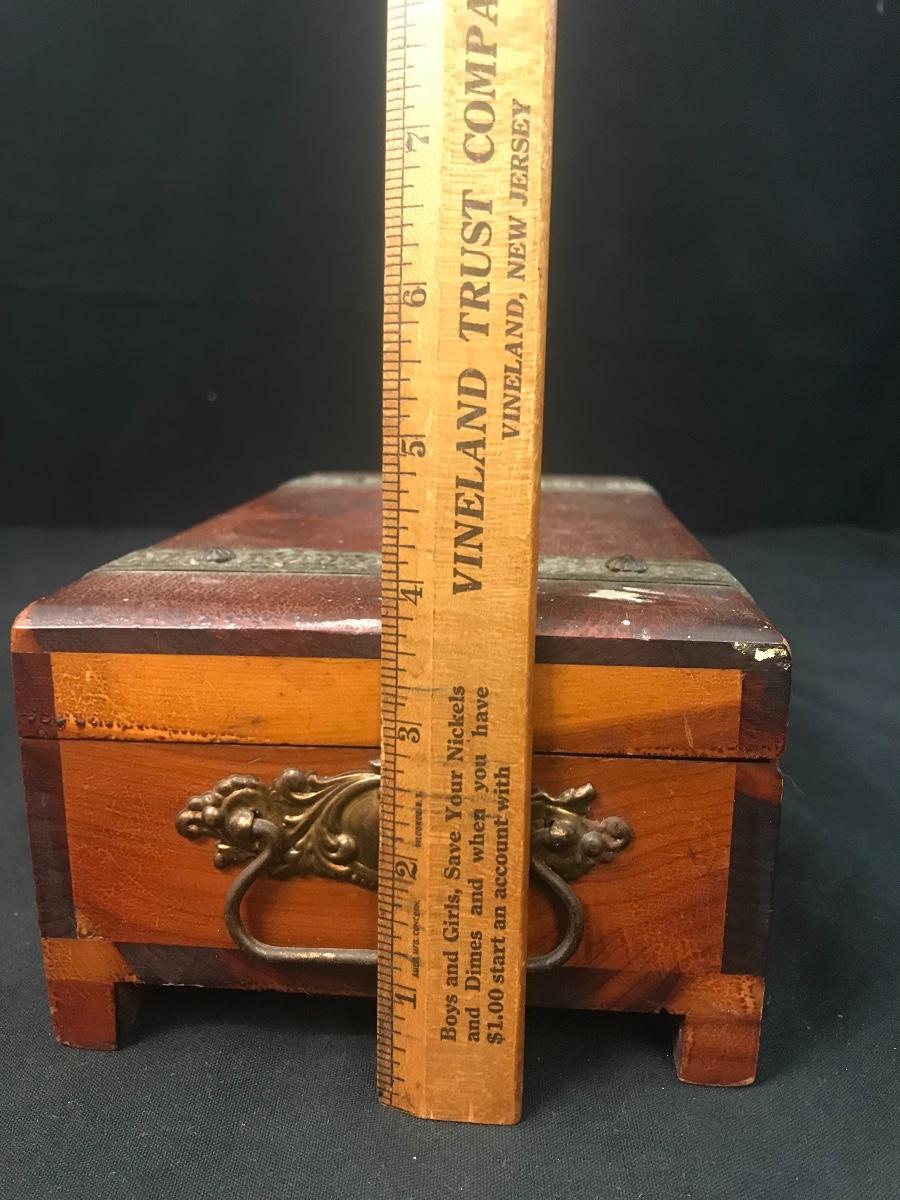 VINELAND TRUST COMPA
VINELAND, NEW JERSEY
Boys and Girls, Save Your Nickels
and Dimes and when you have
$1.00 start an account with
1 2 3 4 5 6 7